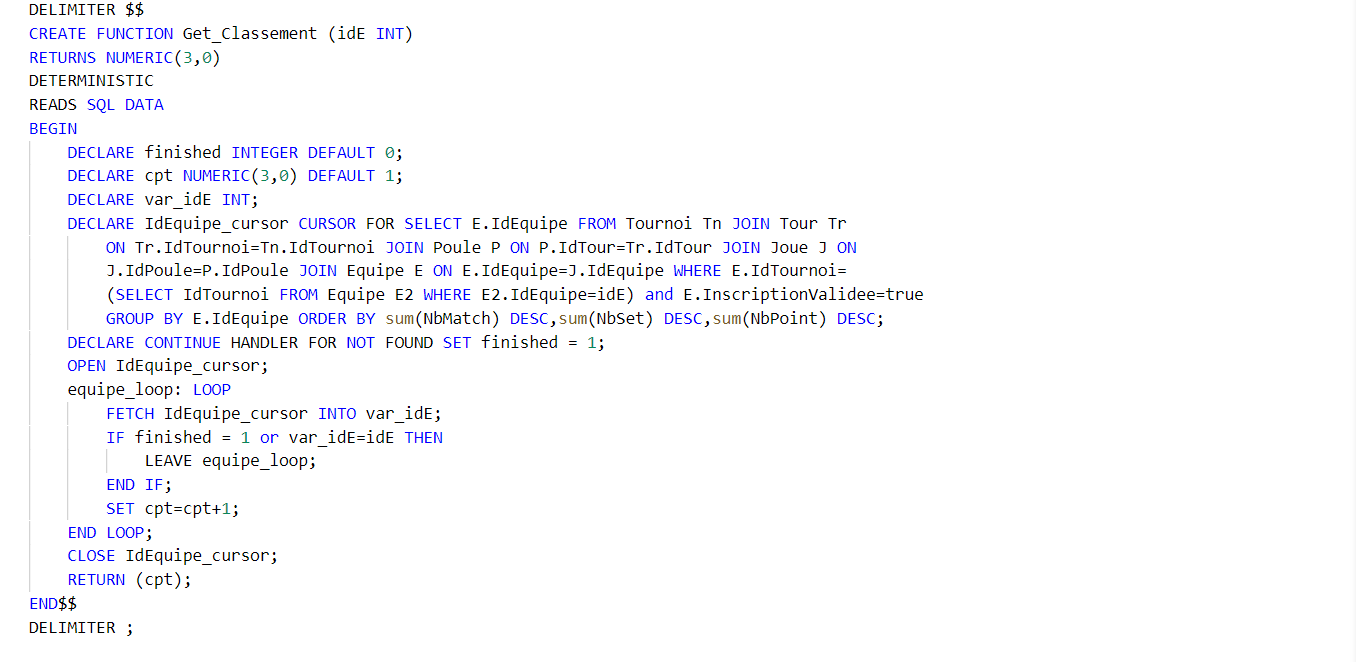 DELIMITER $$
CREATE FUNCTION Get_Classement (idE INT)
RETURNS NUMERIC(3,0)
DETERMINISTIC
READS SQL DATA
BEGIN
DECLARE finished INTEGER DEFAULT 0;
DECLARE cpt NUMERIC(3,0) DEFAULT 1;
DECLARE var_idE INT;
DECLARE IdEquipe_cursor CURSOR FOR SELECT E.IdEquipe FROM Tournoi Tn JOIN Tour Tr
ON Tr.IdTournoi=Tn.IdTournoi JOIN Poule P ON P.IdTour=Tr.IdTour JOIN Joue J ON
J.IdPoule=P.IdPoule JOIN Equipe E ON E.IdEquipe=J.IdEquipe WHERE E.IdTournoi=
(SELECT IdTournoi FROM Equipe E2 WHERE E2.IdEquipe=idE) and E.InscriptionValidee=true
GROUP BY E.IdEquipe ORDER BY sum(NbMatch) DESC,sum(NbSet) DESC,sum(NbPoint) DESC;
DECLARE CONTINUE HANDLER FOR NOT FOUND SET finished = 1;
OPEN IdEquipe_cursor;
equipe_loop: LOOP
FETCH IdEquipe_cursor INTO var_idE;
IF finished = 1 or var_idE=idE THEN
LEAVE equipe_loop;
END IF;
SET cpt=cpt+1;
END LOOP;
CLOSE IdEquipe_cursor;
RETURN (cpt);
END$$
DELIMITER ;